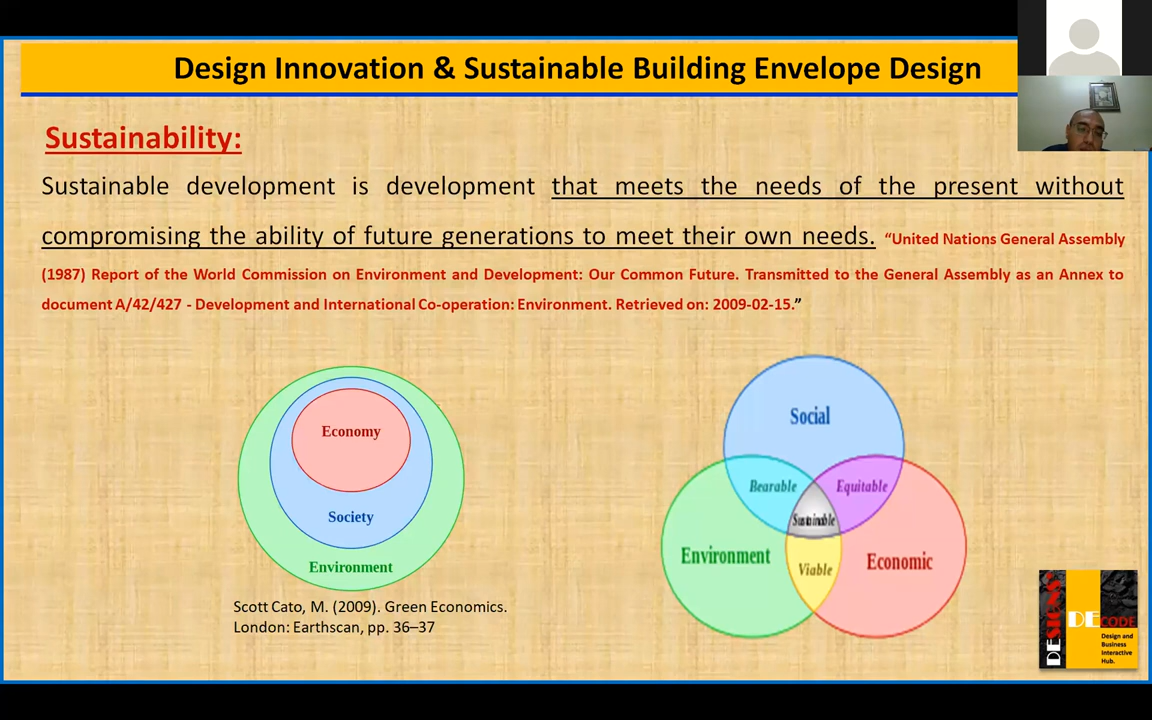 Design Innovation & Sustainable Building Envelope Design
Sustainability:
Sustainable development is development that meets the needs of the present without
compromising the ability of future generations to meet their own needs. “United Nations General Assembly
(1987) Report of the World Commission on Environment and Development: Our Common Future. Transmitted to the General Assembly as an Annex to
document A/42/427 - Development and International Co-operation: Environment. Retrieved on: 2009-02-15.”
Economy
Society
Environment
Scott Cato, M. (2009). Green Economics.
London: Earthscan, pp. 36–37
Social
Bearable
Equitable
Sustainable
Environment
Economic
Viable
DESIGNS
DECODE
Design and
Business
Interactive
Hub.